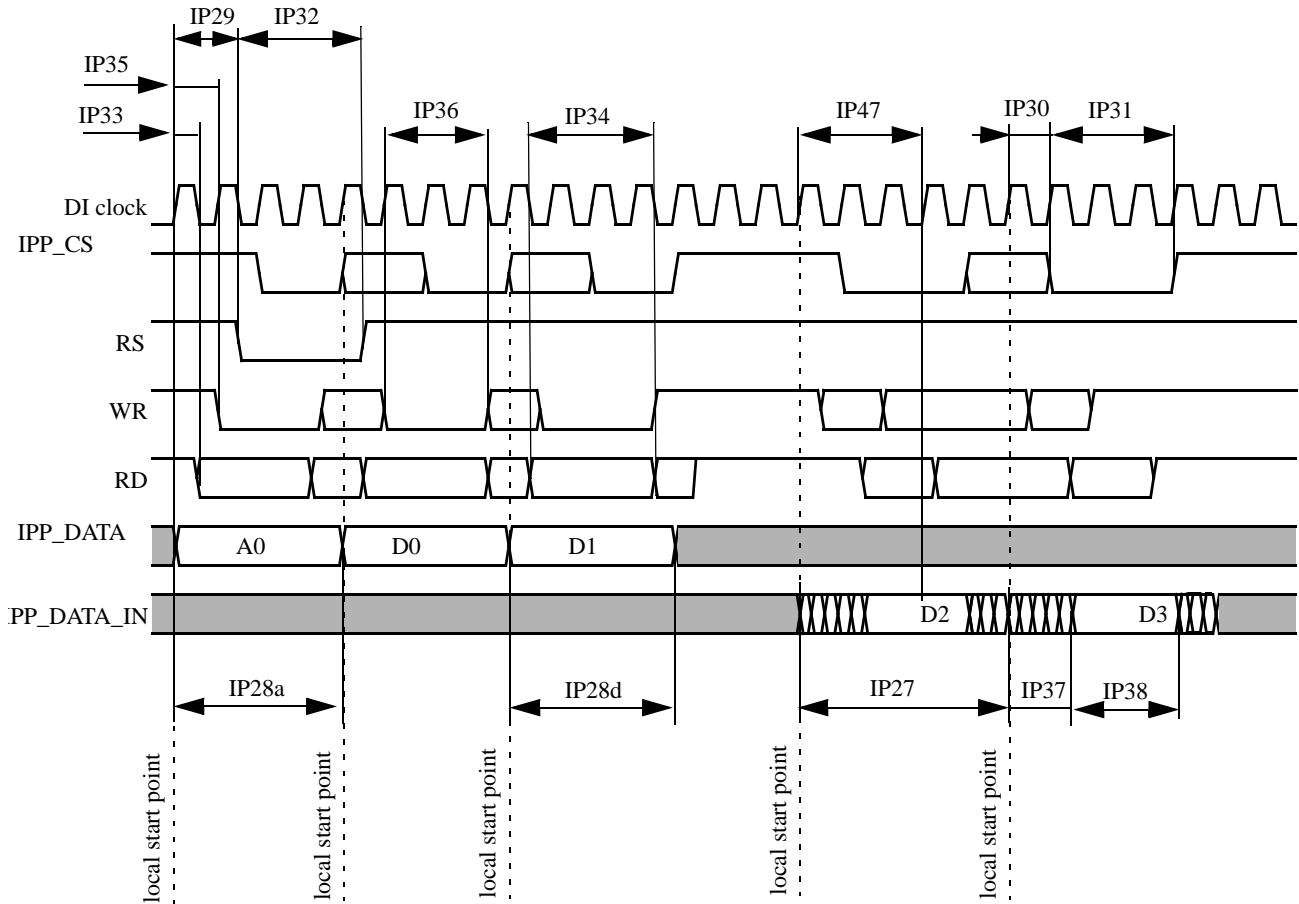 IP29 IP32
IP35
IP33
IP36 IP34 IP47 IP30 IP31
DI clock
IPP_CS
RS
WR
RD
IPP_DATA
A0 D0 D1
IPP_DATA_IN
D2 D3
IP28a IP28d IP27 IP37 IP38
local start point
local start point
local start point
local start point
local start point